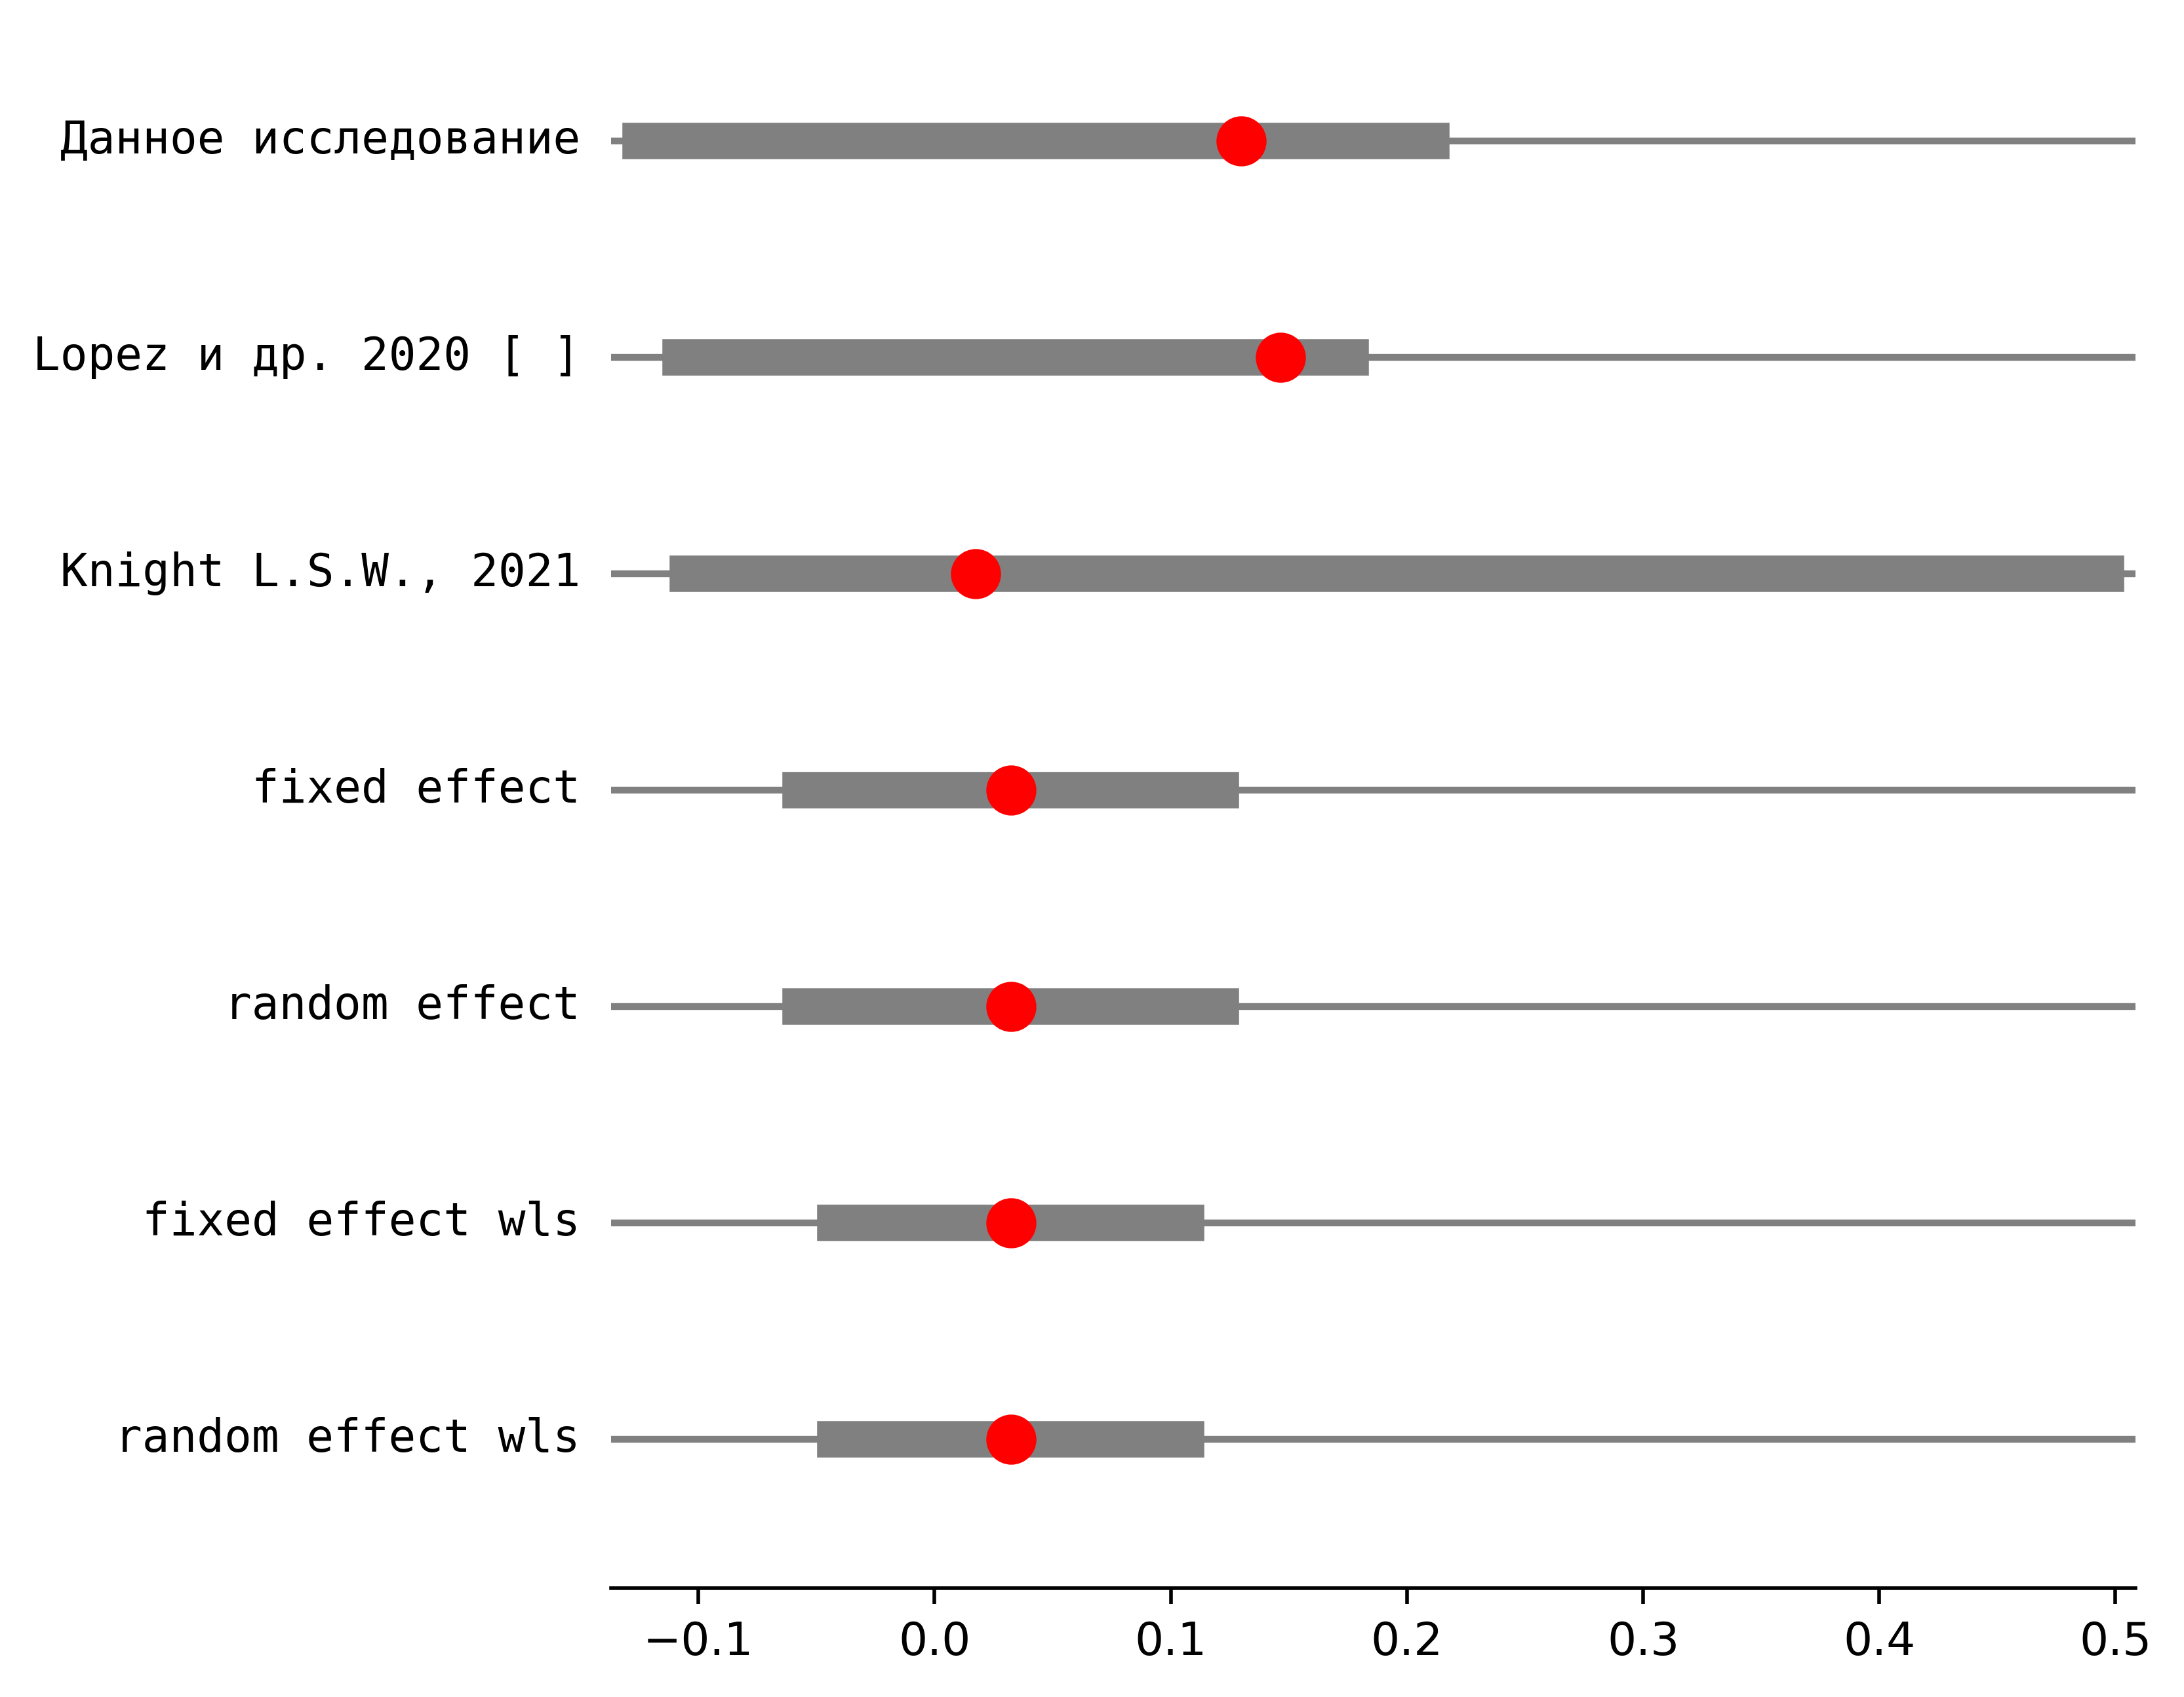 Данное исследование
Lopez и др. 2020 [ ]
Knight L.S.W., 2021
fixed effect
random effect
fixed effect wls
random effect wls
−0.1 0.0 0.1 0.2 0.3 0.4 0.5